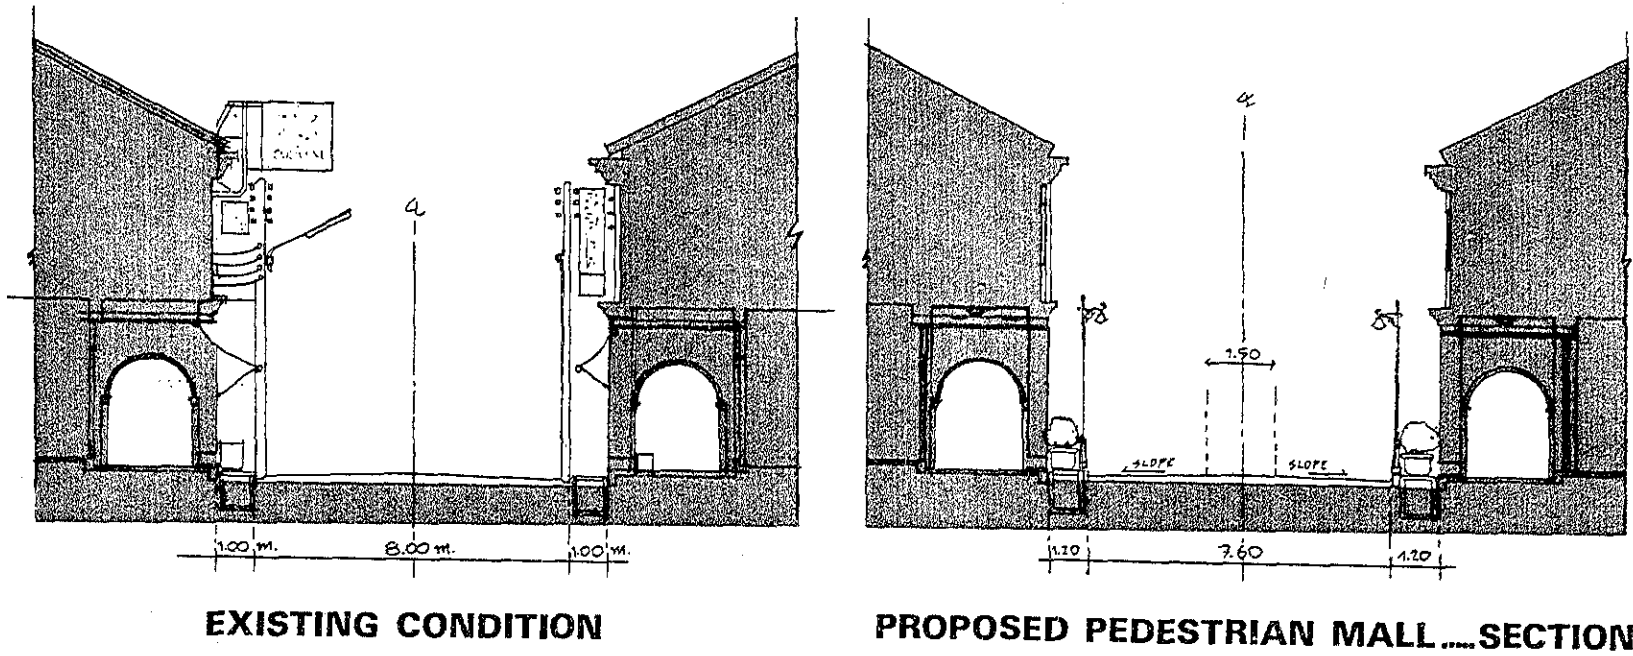 ℄
1.00 m.
8.00 m.
1.00 m.
EXISTING CONDITION
℄
1.50
SLOPE
SLOPE
1.20
7.60
1.20
PROPOSED PEDESTRIAN MALL....SECTION